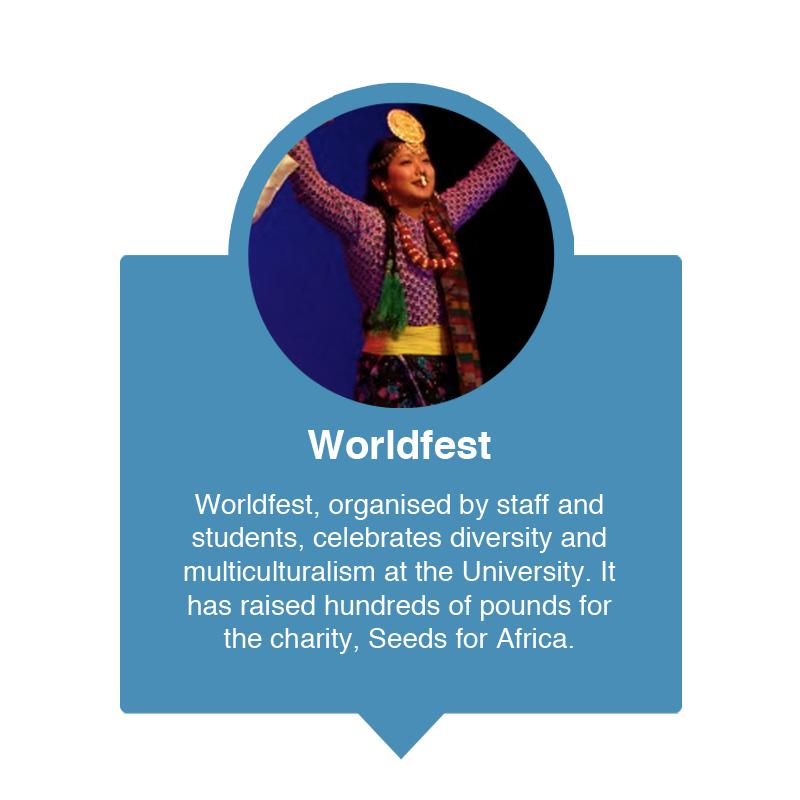 Worldfest
Worldfest, organised by staff and
students, celebrates diversity and
multiculturalism at the University. It
has raised hundreds of pounds for
the charity, Seeds for Africa.